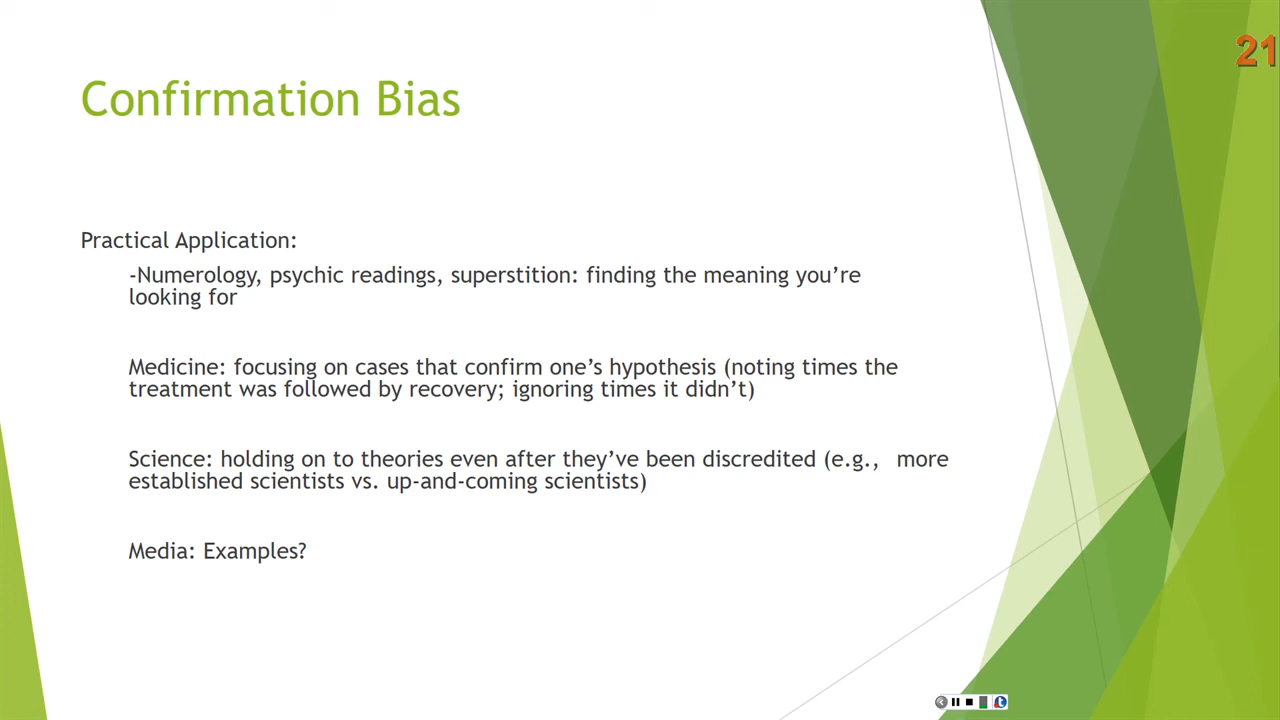 21
Confirmation Bias
Practical Application:
-Numerology, psychic readings, superstition: finding the meaning you’re
looking for
Medicine: focusing on cases that confirm one’s hypothesis (noting times the
treatment was followed by recovery; ignoring times it didn’t)
Science: holding on to theories even after they’ve been discredited (e.g.,  more
established scientists vs. up-and-coming scientists)
Media: Examples?